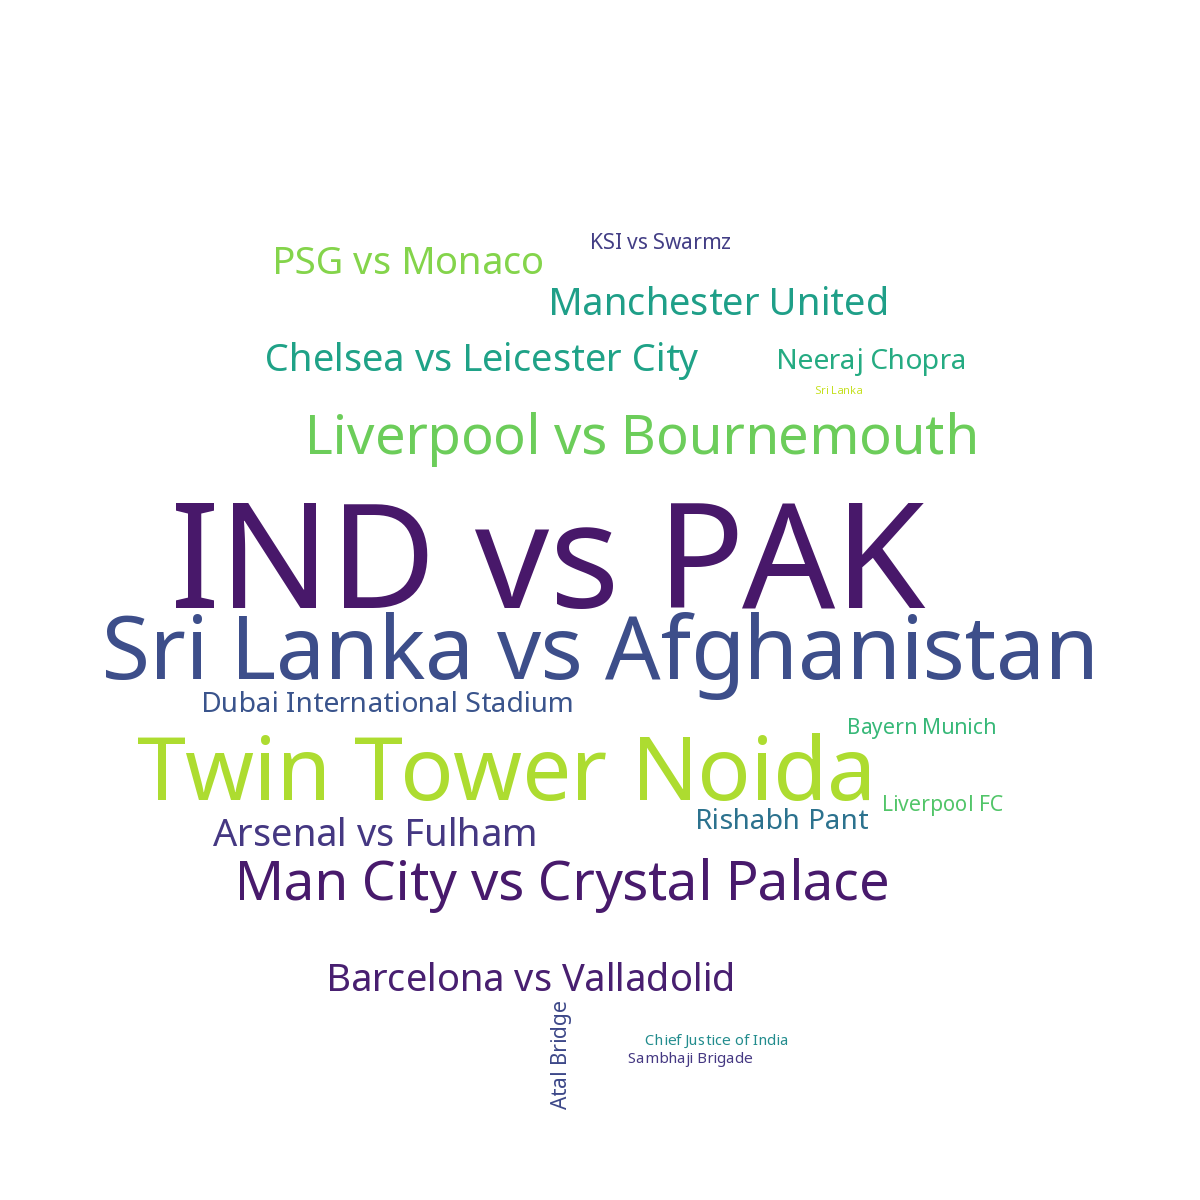 KSI vs Swarmz
PSG vs Monaco
Manchester United
Chelsea vs Leicester City
Neeraj Chopra
Sri Lanka
Liverpool vs Bournemouth
IND vs PAK
Sri Lanka vs Afghanistan
Dubai International Stadium
Bayern Munich
Twin Tower Noida
Liverpool FC
Rishabh Pant
Arsenal vs Fulham
Man City vs Crystal Palace
Barcelona vs Valladolid
Atal Bridge
Chief Justice of India
Sambhaji Brigade